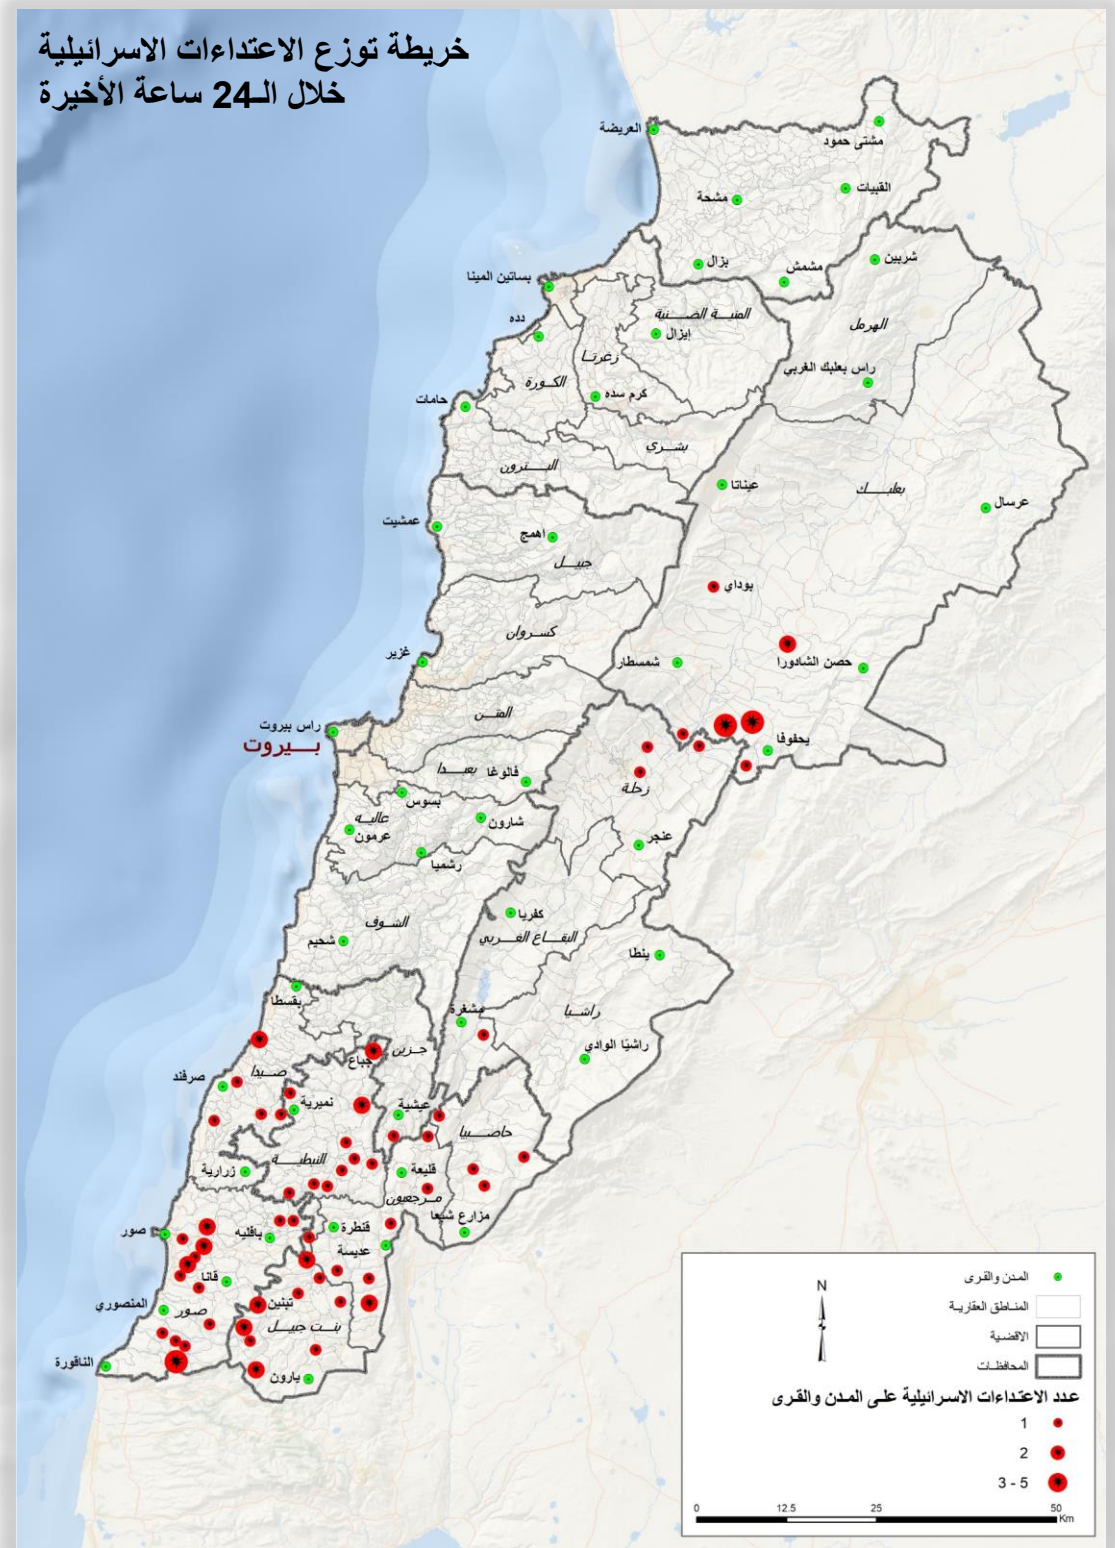 خريطة توزع الاعتداءات الاسرائيلية
خلال الـ24 ساعة الأخيرة
العريضة
مشتى حمود
القبيات
مشحة
شربين
بزال
مشمش
بساتين المينا
المنية الضنية
الهرمل
دده
إيزال
زغرتا
راس بعلبك الغربي
الكورة
كرم سده
حامات
بشري
البترون
عيناتا
بعلبك
عرسال
عمشيت
اهمج
جبيل
بوداي
كسروان
غزير
شمسطار
حصن الشادورا
المتن
راس بيروت
بيروت
يحفوفا
بعبدا
فالوغا
زحلة
بسوس
عاليه
شارون
عرمون
عنجر
رشميا
كفريا
الشوف
البقاع الغربي
شحيم
ينطا
بقسطا
راشيا
مشغرة
جزين
راشيا الوادي
جباع
صيدا
صرفند
نميرية
عيشية
حاصبيا
النبطية
زرارية
قليعة
مرجعيون
مزارع شبعا
صور
بافليه
قنطرة
عديسة
قانا
المنصوري
صور
تبنين
بنت جبيل
الناقورة
يارون
N
المدن والقرى
المناطق العقارية
الاقضية
المحافظات
عدد الاعتداءات الاسرائيلية على المدن والقرى
1
2
3 - 5
0 12.5 25 50
Km